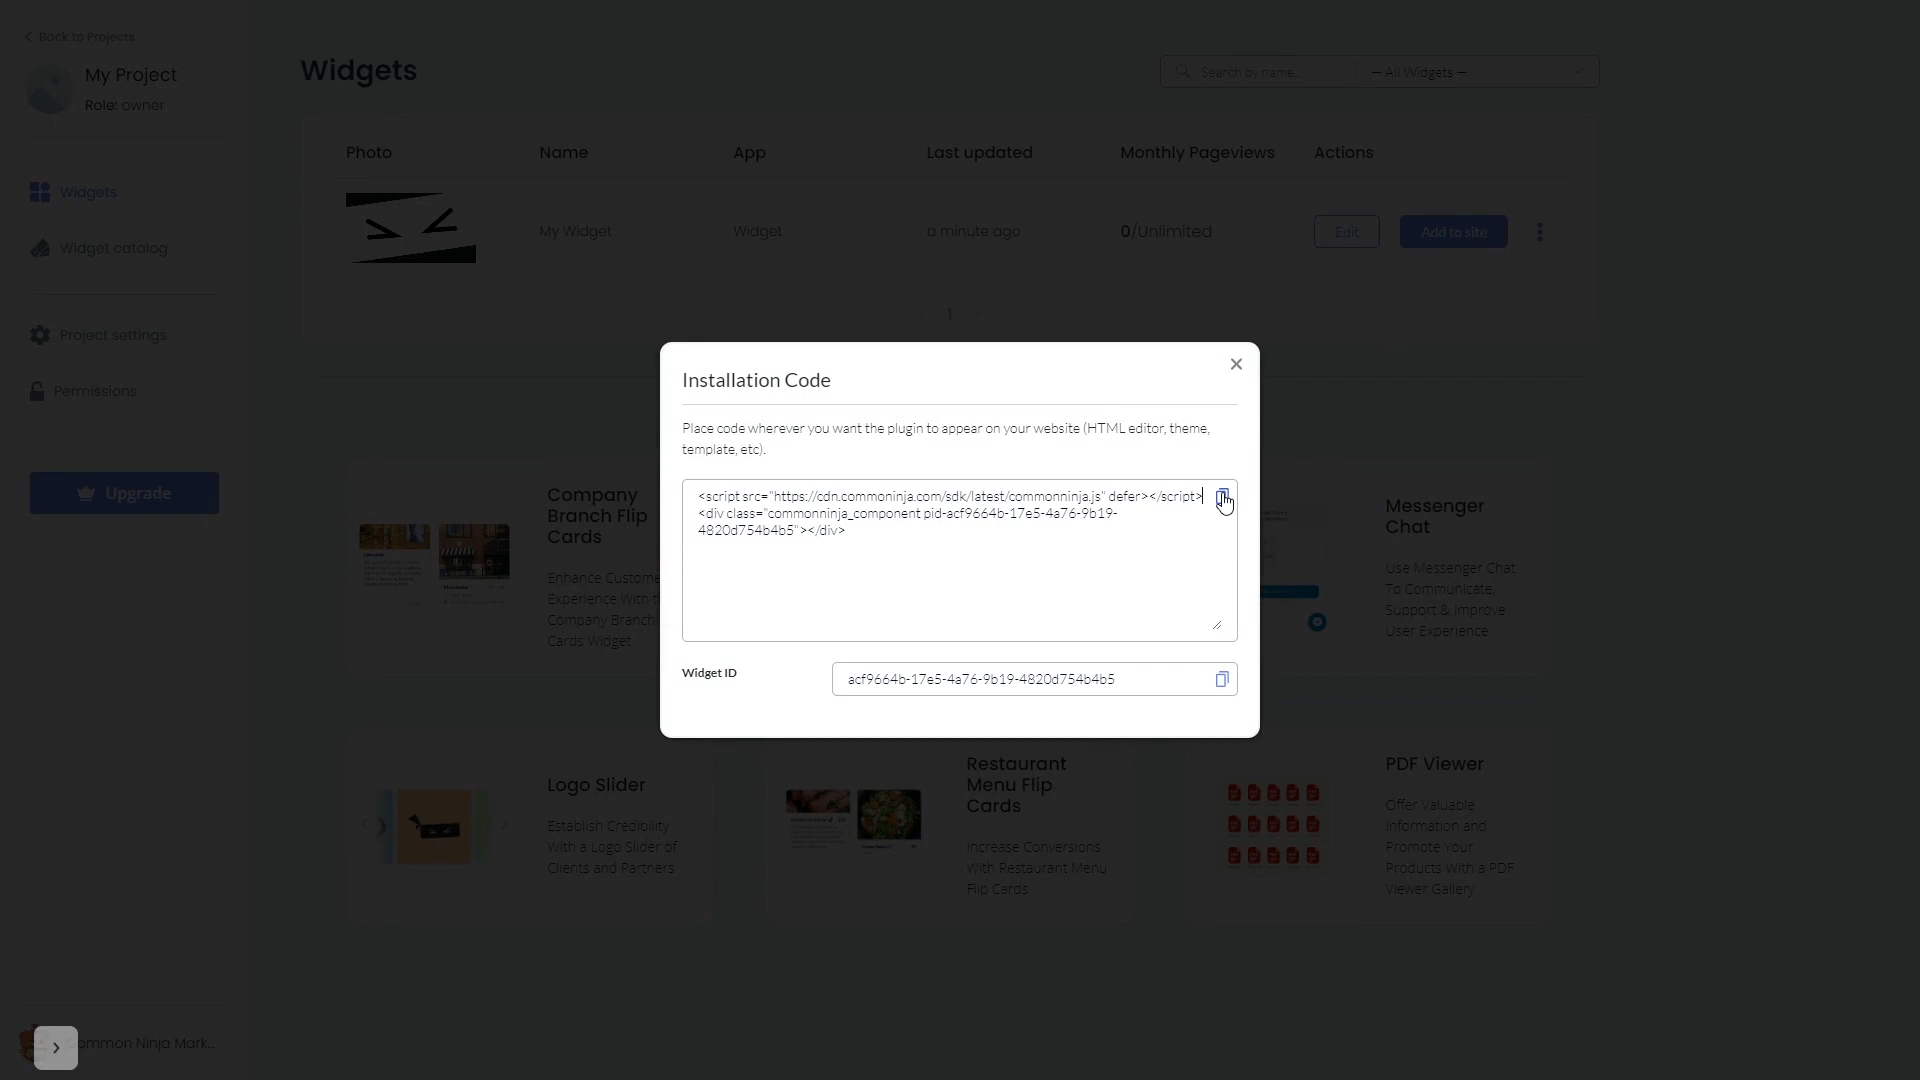 Back to Projects
My Project
Role: owner
Widgets
Widget catalog
Project settings
Permissions
Upgrade
Common Ninja Mark...
Widgets
Search by name...
— All Widgets —
Photo Name App Last updated Monthly Pageviews Actions
My Widget Widget a minute ago 0/Unlimited Edit Add to site
1
Installation Code
Place code wherever you want the plugin to appear on your website (HTML editor, theme,
template, etc).
<script src="https://cdn.commoninja.com/sdk/latest/commonninja.js" defer></script>
<div class="commonninja_component pid-acf9664b-17e5-4a76-9b19-
4820d754b4b5"></div>
Widget ID
acf9664b-17e5-4a76-9b19-4820d754b4b5
Company
Branch Flip
Cards
Enhance Custome
Experience With
Company Branch
Cards Widget
Messenger
Chat
Use Messenger Chat
To Communicate,
Support & Improve
User Experience
Logo Slider
Establish Credibility
With a Logo Slider of
Clients and Partners
Restaurant
Menu Flip
Cards
Increase Conversions
With Restaurant Menu
Flip Cards
PDF Viewer
Offer Valuable
Information and
Promote Your
Products With a PDF
Viewer Gallery